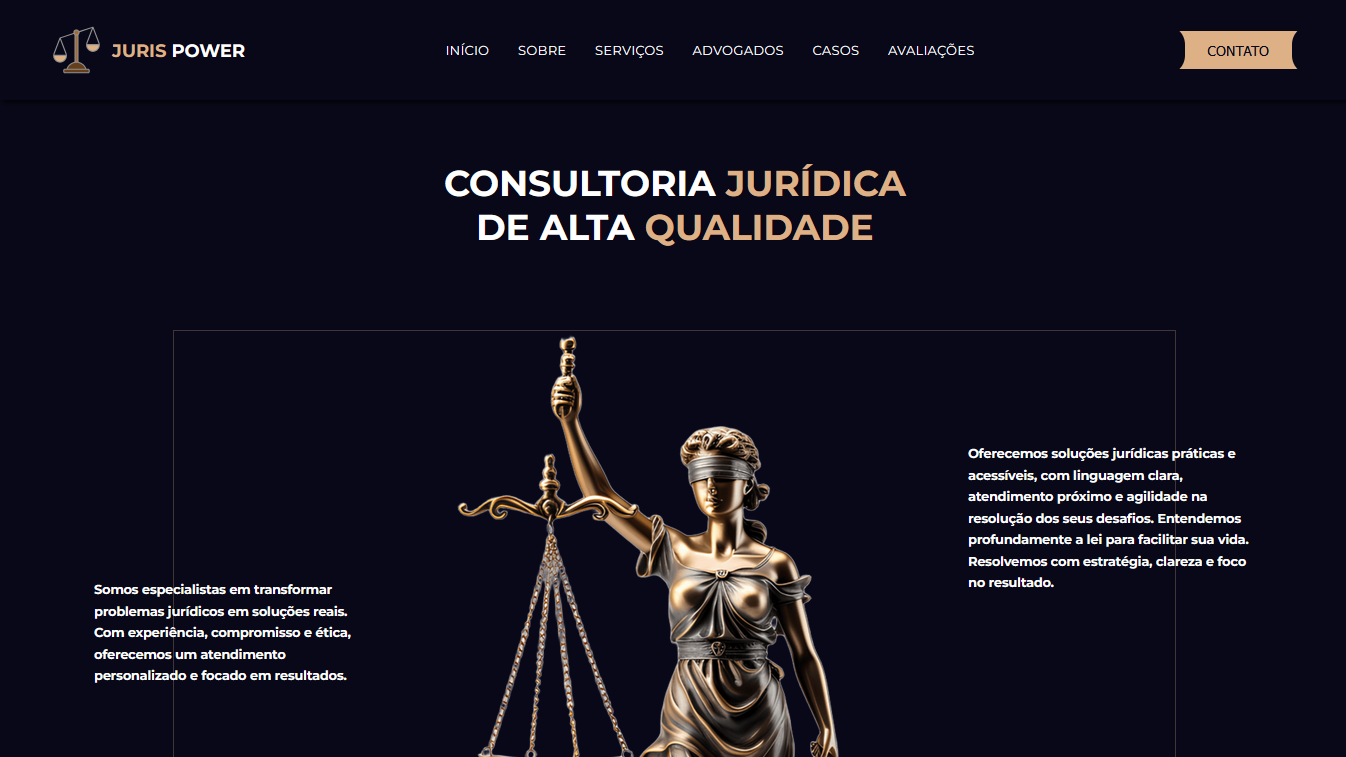 JURIS POWER
INÍCIO SOBRE SERVIÇOS ADVOGADOS CASOS AVALIAÇÕES
CONTATO
CONSULTORIA JURÍDICA
DE ALTA QUALIDADE
Somos especialistas em transformar
problemas jurídicos em soluções reais.
Com experiência, compromisso e ética,
oferecemos um atendimento
personalizado e focado em resultados.
Oferecemos soluções jurídicas práticas e
acessíveis, com linguagem clara,
atendimento próximo e agilidade na
resolução dos seus desafios. Entendemos
profundamente a lei para facilitar sua vida.
Resolvemos com estratégia, clareza e foco
no resultado.